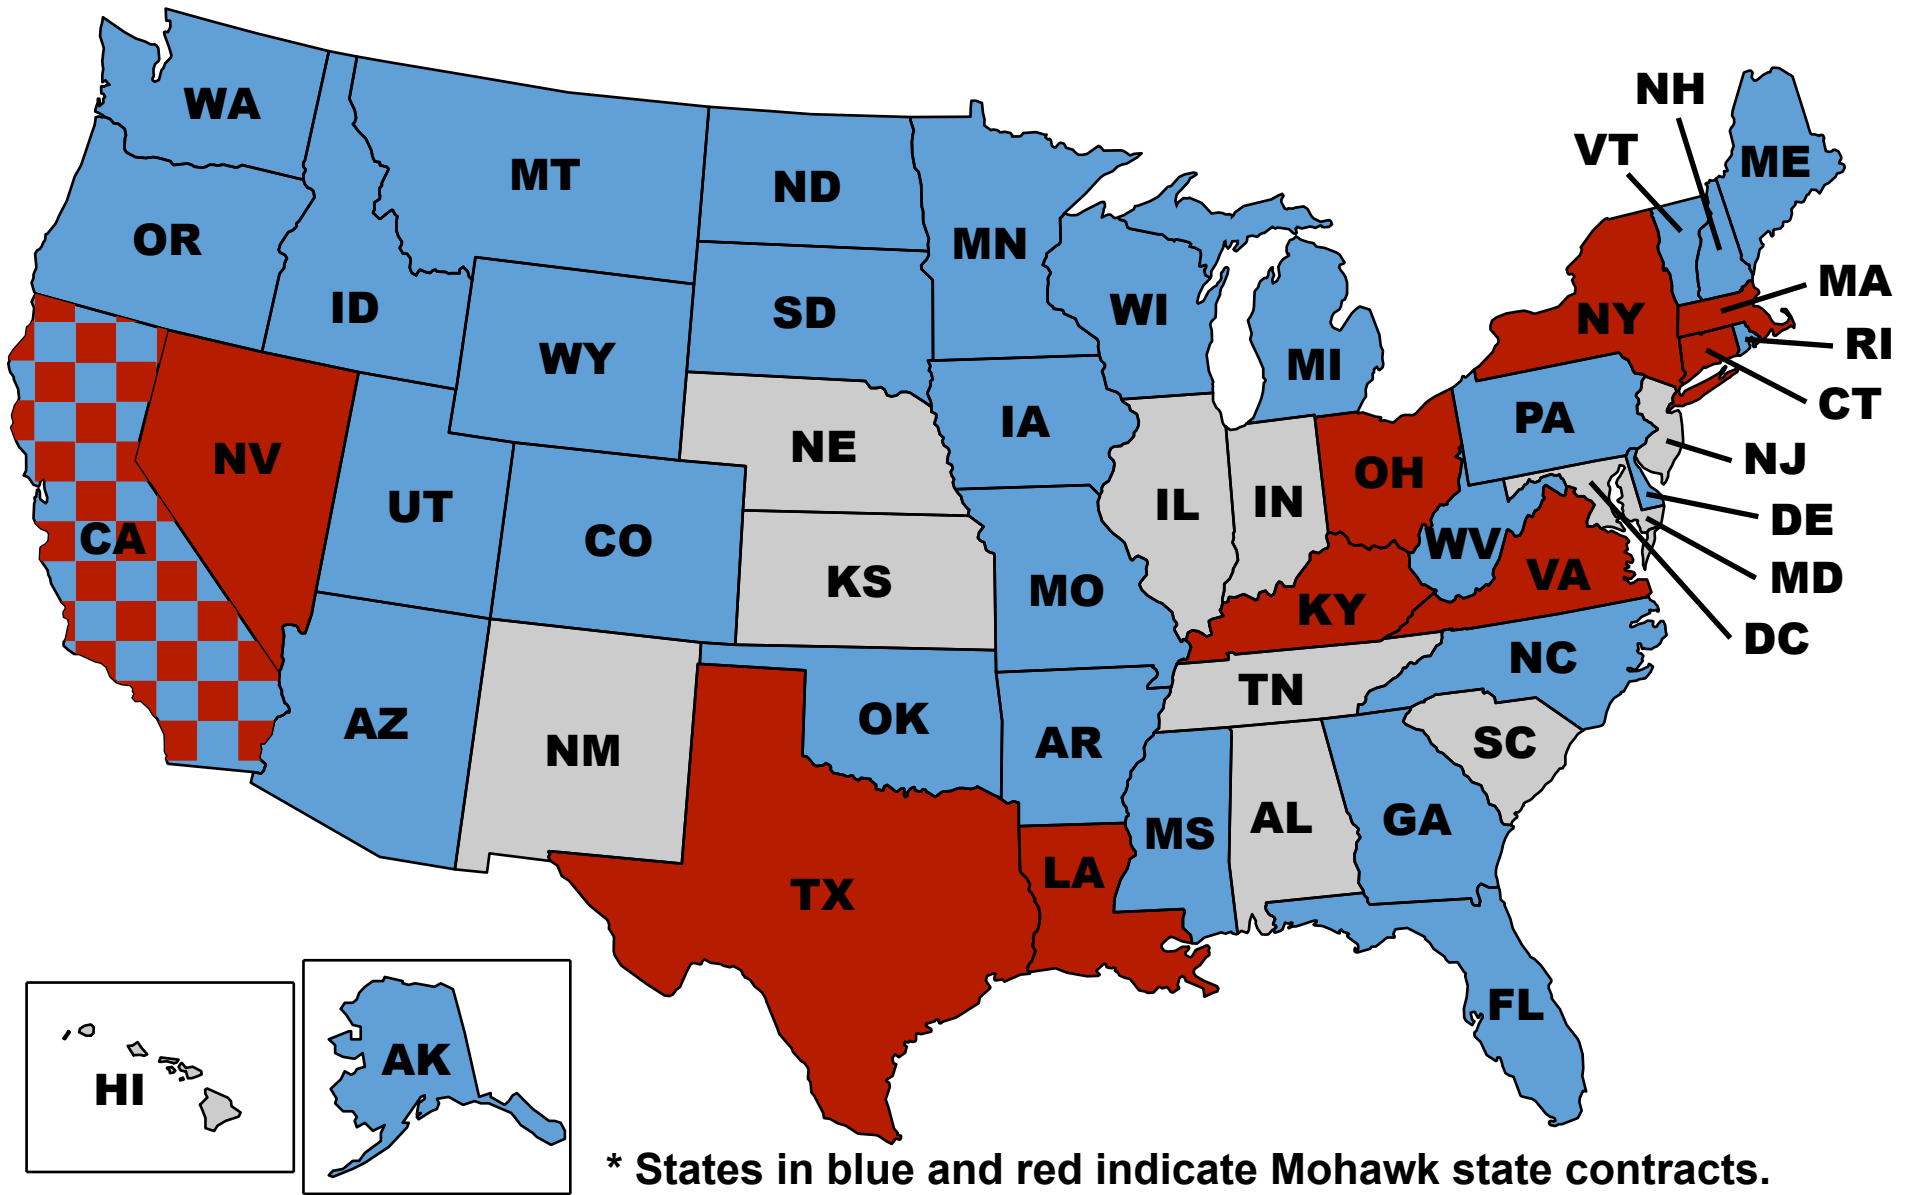 WA
MT
ND
MN
OR
ID
SD
WI
WY
MI
NV
NE
IA
UT
CO
KS
MO
IL
IN
OH
PA
NY
VT
NH
ME
MA
RI
CT
NJ
DE
MD
DC
CA
WV
VA
KY
NC
TN
SC
AZ
NM
OK
AR
TX
LA
MS
AL
GA
FL
HI
AK
* States in blue and red indicate Mohawk state contracts.